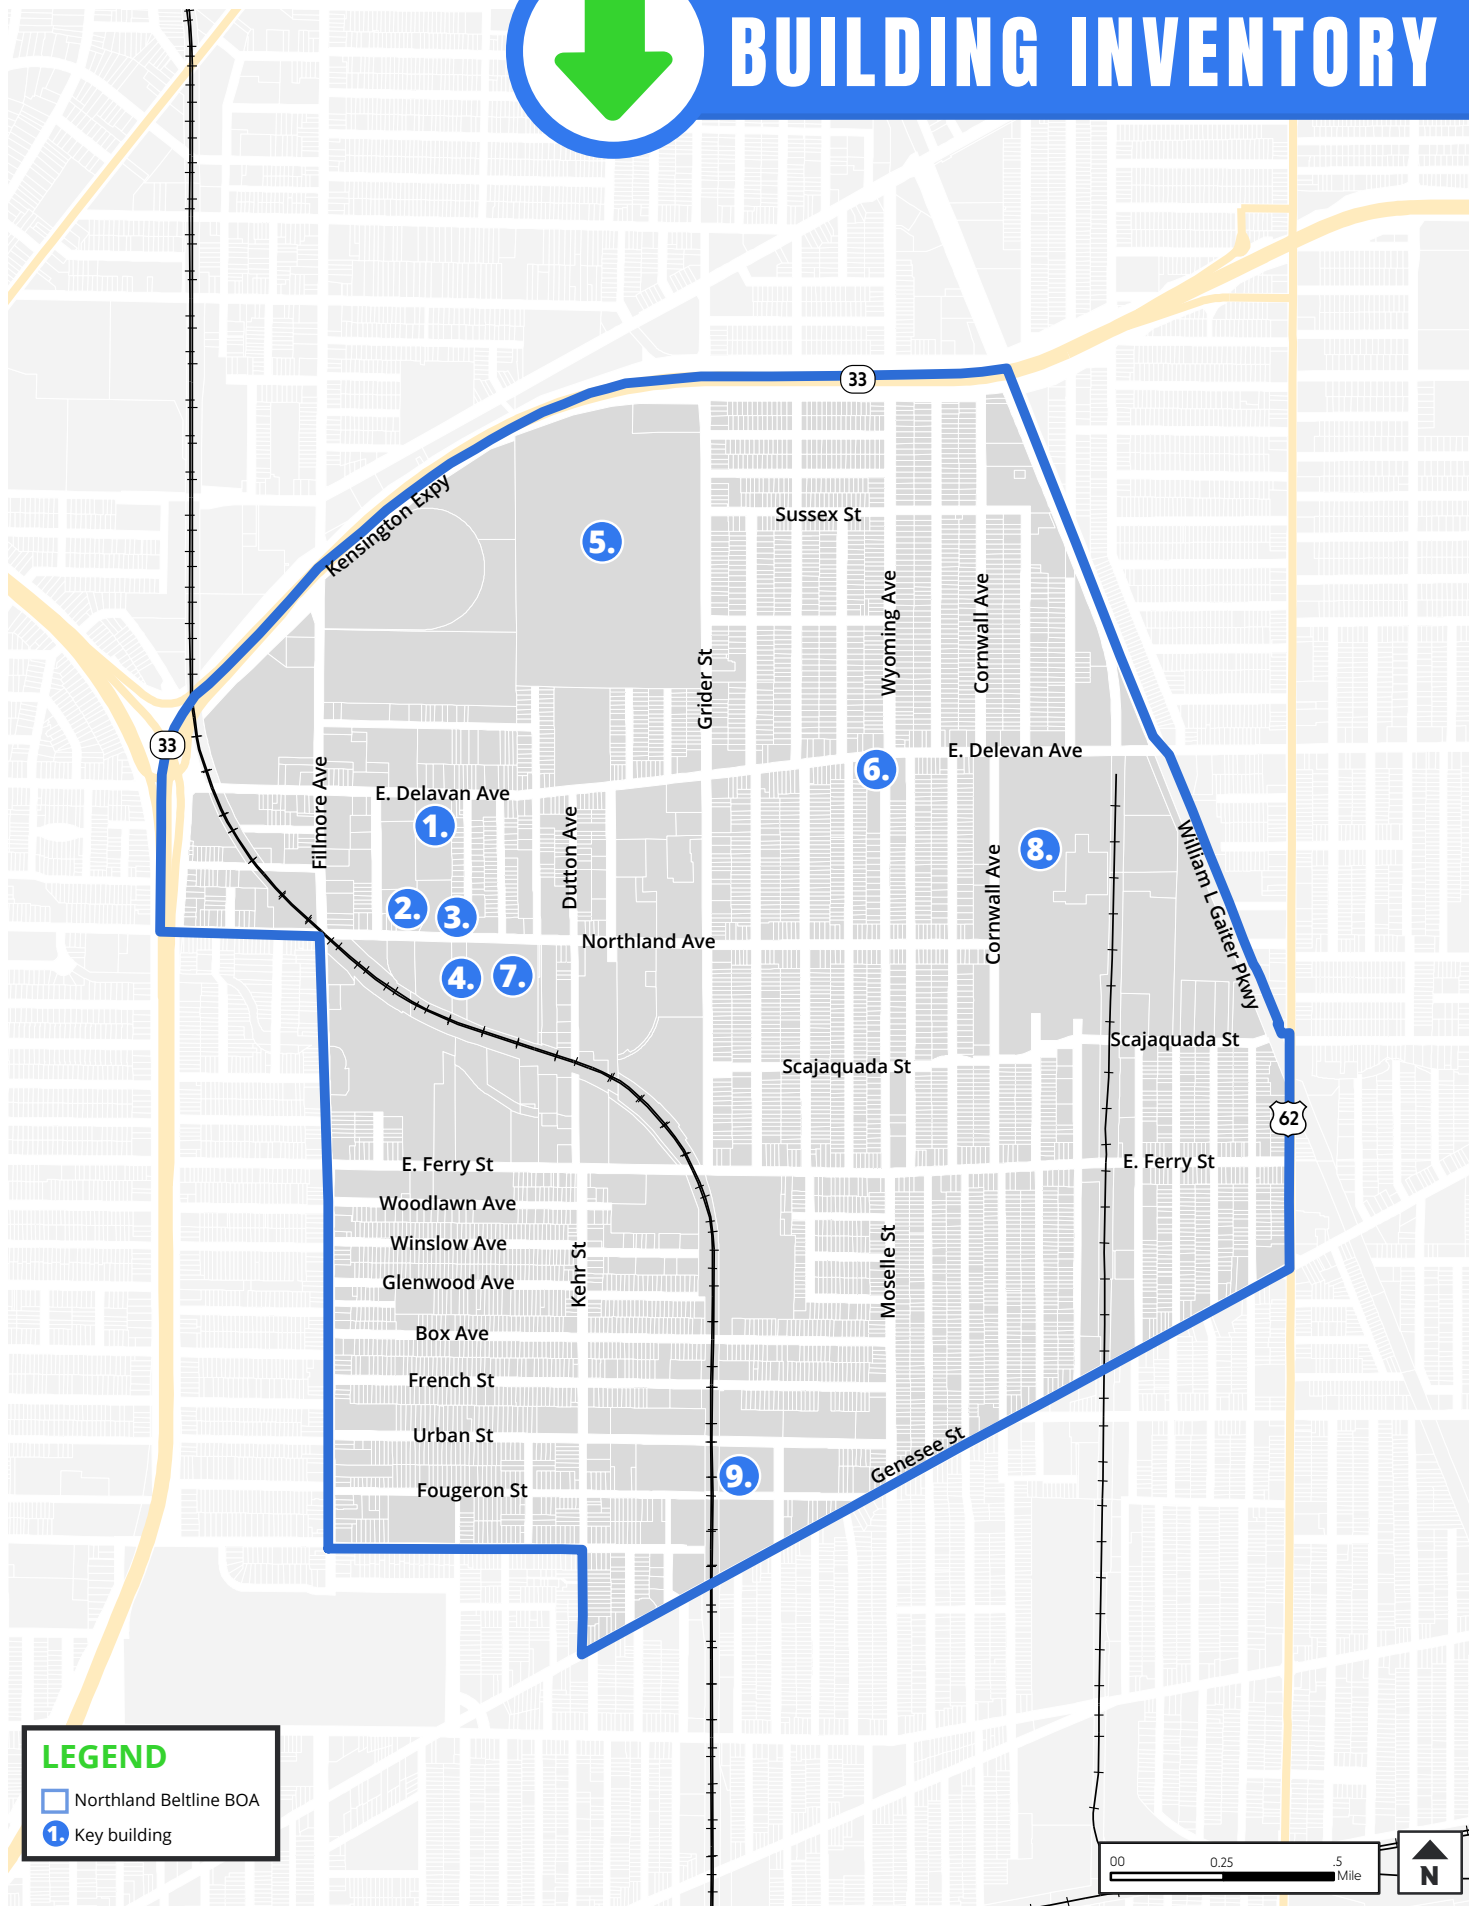 BUILDING INVENTORY
33
Kensington Expy
Sussex St
5.
Wyoming Ave
Cornwall Ave
Grider St
33
E. Delevan Ave
6.
Fillmore Ave
E. Delavan Ave
1.
Dutton Ave
8.
William L Gaiter Pkwy
Cornwall Ave
2.
3.
Northland Ave
4.
7.
Scajaquada St
Scajaquada St
62
E. Ferry St
E. Ferry St
Woodlawn Ave
Winslow Ave
Kehr St
Moselle St
Glenwood Ave
Box Ave
French St
Urban St
Genesee St
9.
Fougeron St
LEGEND
Northland Beltline BOA
1. Key building
00 0.25 .5
Mile
N